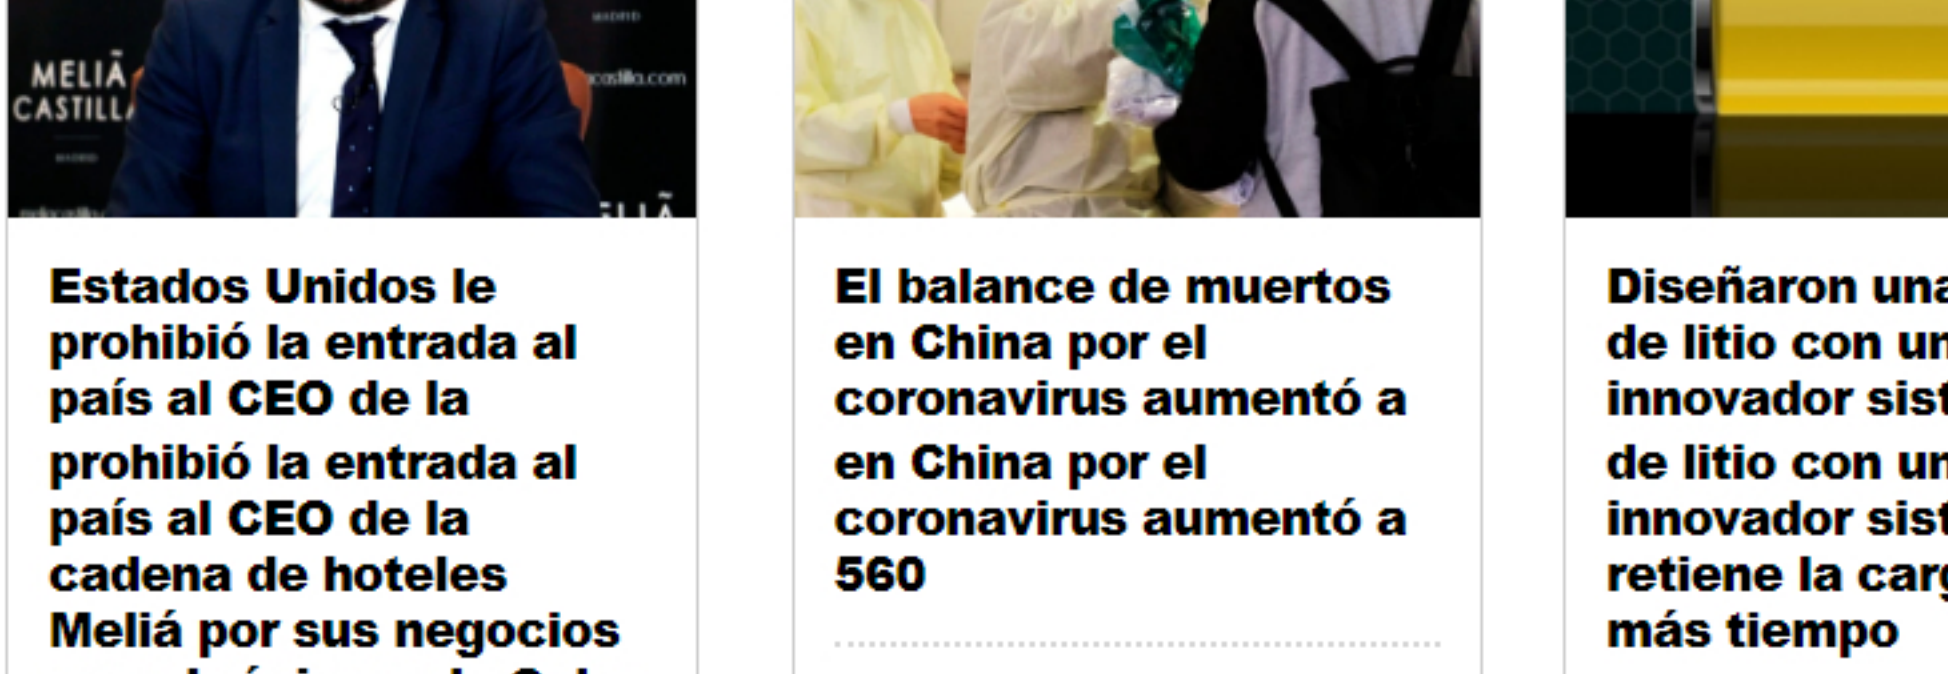 MELIÃ
CASTILLA
MADRID
MADRID
acastilla.com
Estados Unidos le
prohibió la entrada al
país al CEO de la
prohibió la entrada al
país al CEO de la
cadena de hoteles
Meliá por sus negocios
El balance de muertos
en China por el
coronavirus aumentó a
en China por el
coronavirus aumentó a
560
Diseñaron una
de litio con un
innovador sist
de litio con un
innovador sist
retiene la carg
más tiempo